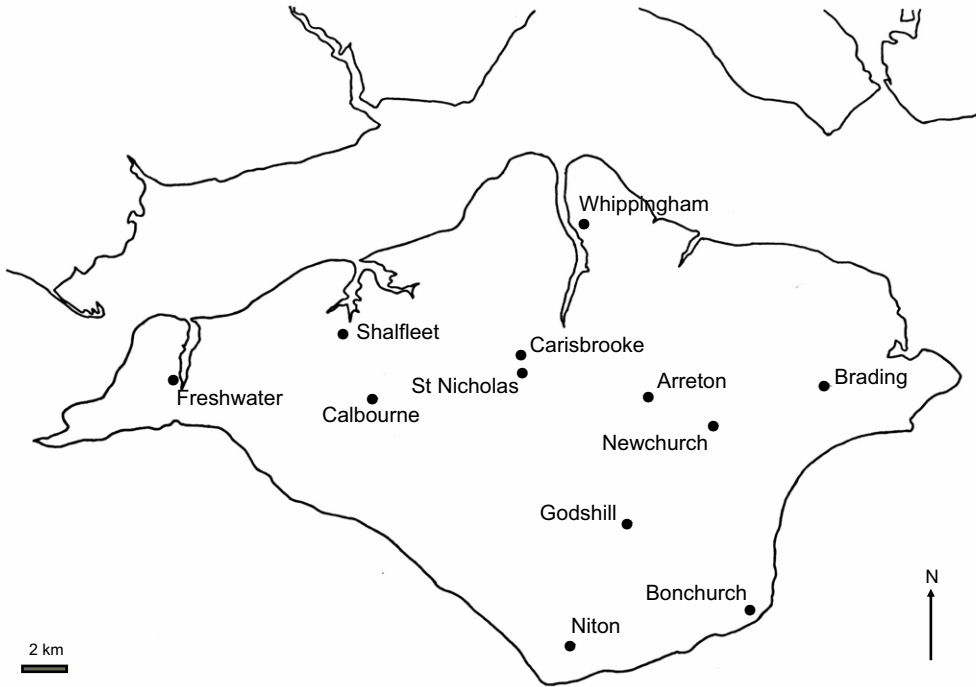 Whippingham
Shalfleet
Carisbrooke
St Nicholas
Freshwater
Calbourne
Arreton
Brading
Newchurch
Godshill
Bonchurch
Niton
N
2 km